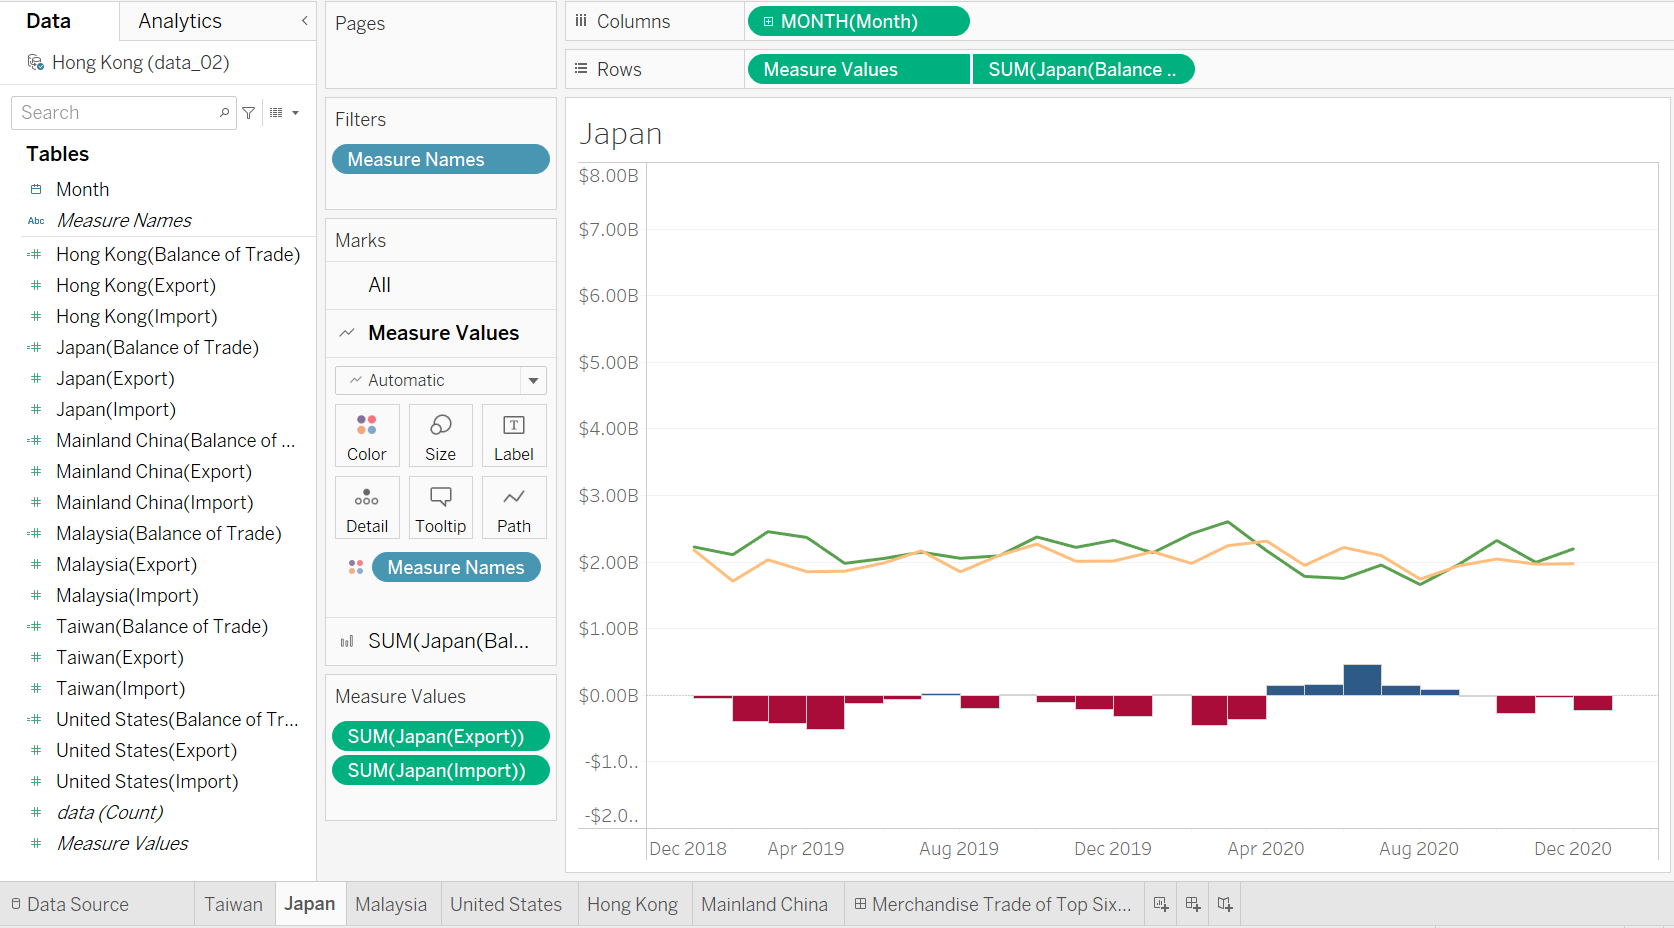 Data
Analytics
Hong Kong (data_02)
Search
Tables
Month
Abc Measure Names
Hong Kong(Balance of Trade)
Hong Kong(Export)
Hong Kong(Import)
Japan(Balance of Trade)
Japan(Export)
Japan(Import)
Mainland China(Balance of ...
Mainland China(Export)
Mainland China(Import)
Malaysia(Balance of Trade)
Malaysia(Export)
Malaysia(Import)
Taiwan(Balance of Trade)
Taiwan(Export)
Taiwan(Import)
United States(Balance of Tr...
United States(Export)
United States(Import)
data (Count)
Measure Values
Pages
Filters
Measure Names
Marks
All
Measure Values
Automatic
Color
Size
T
Label
Detail
Tooltip
Path
Measure Names
SUM(Japan(Bal...
Measure Values
SUM(Japan(Export))
SUM(Japan(Import))
Columns
MONTH(Month)
Rows
Measure Values
SUM(Japan(Balance ..
Japan
$8.00B
$7.00B
$6.00B
$5.00B
$4.00B
$3.00B
$2.00B
$1.00B
$0.00B
-$1.0..
-$2.0..
Dec 2018
Apr 2019
Aug 2019
Dec 2019
Apr 2020
Aug 2020
Dec 2020
Data Source
Taiwan
Japan
Malaysia
United States
Hong Kong
Mainland China
Merchandise Trade of Top Six...